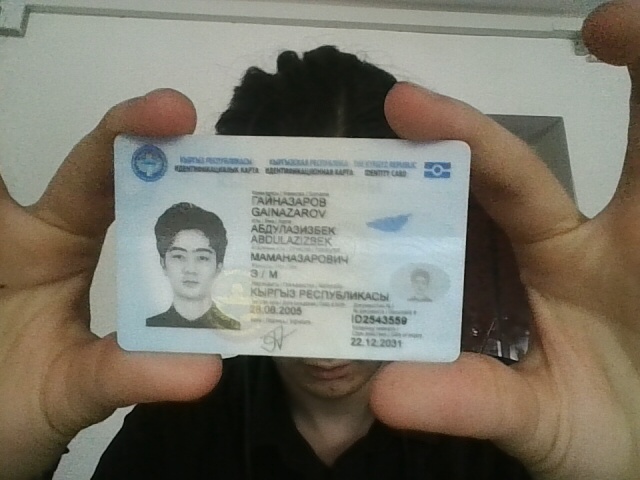 КЫРГЫЗ РЕСПУБЛИКАСЫ КЫРГЫЗСКАЯ РЕСПУБЛИКА THE KYRGYZ REPUBLIC
ИДЕНТИФИКАЦИЯЛЫК КАРТА ИДЕНТИФИКАЦИОННАЯ КАРТА IDENTITY CARD
ГАЙНАЗАРОВ
GAINAZAROV
АБДУЛАЗИЗБЕК
ABDULAZIZBEK
МАМАНАЗАРОВИЧ
Э / М
КЫРГЫЗ РЕСПУБЛИКАСЫ
28.06.2005
ID2543559
22.12.2031